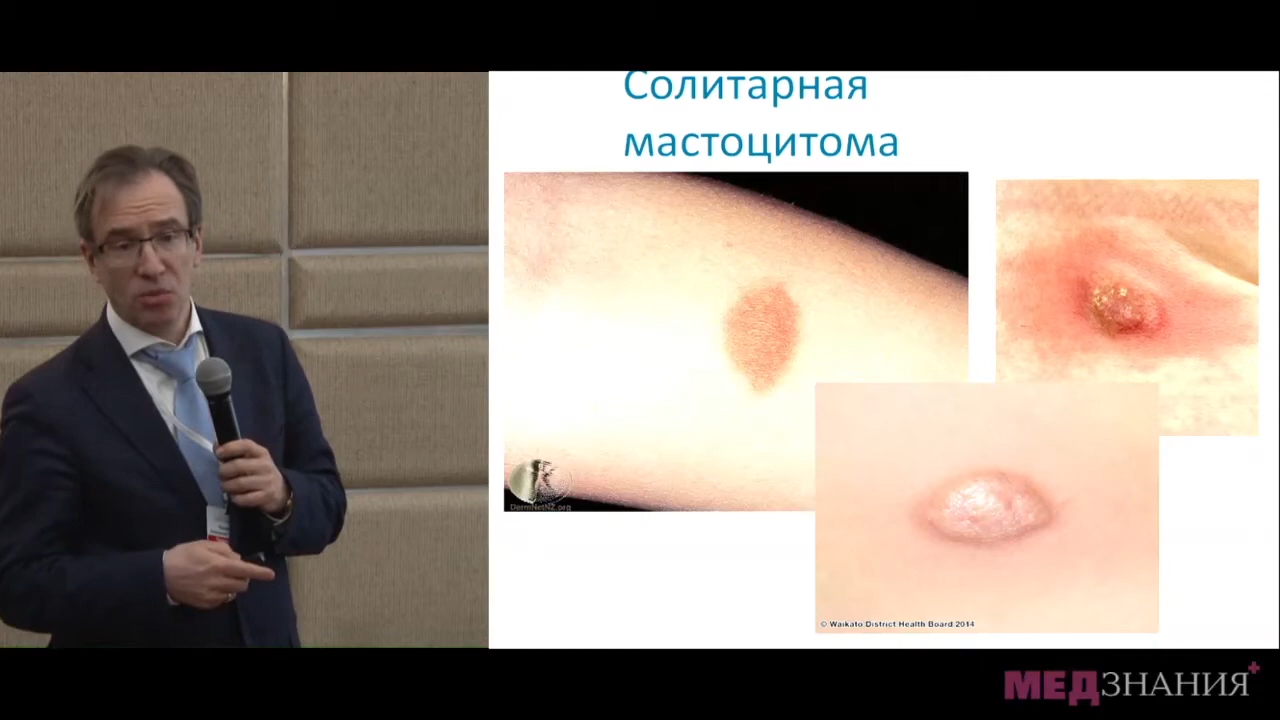 Солитарная
мастоцитома
DermNetNZ.org
© Waikato District Health Board 2014
МЕДЗНАНИЯ+